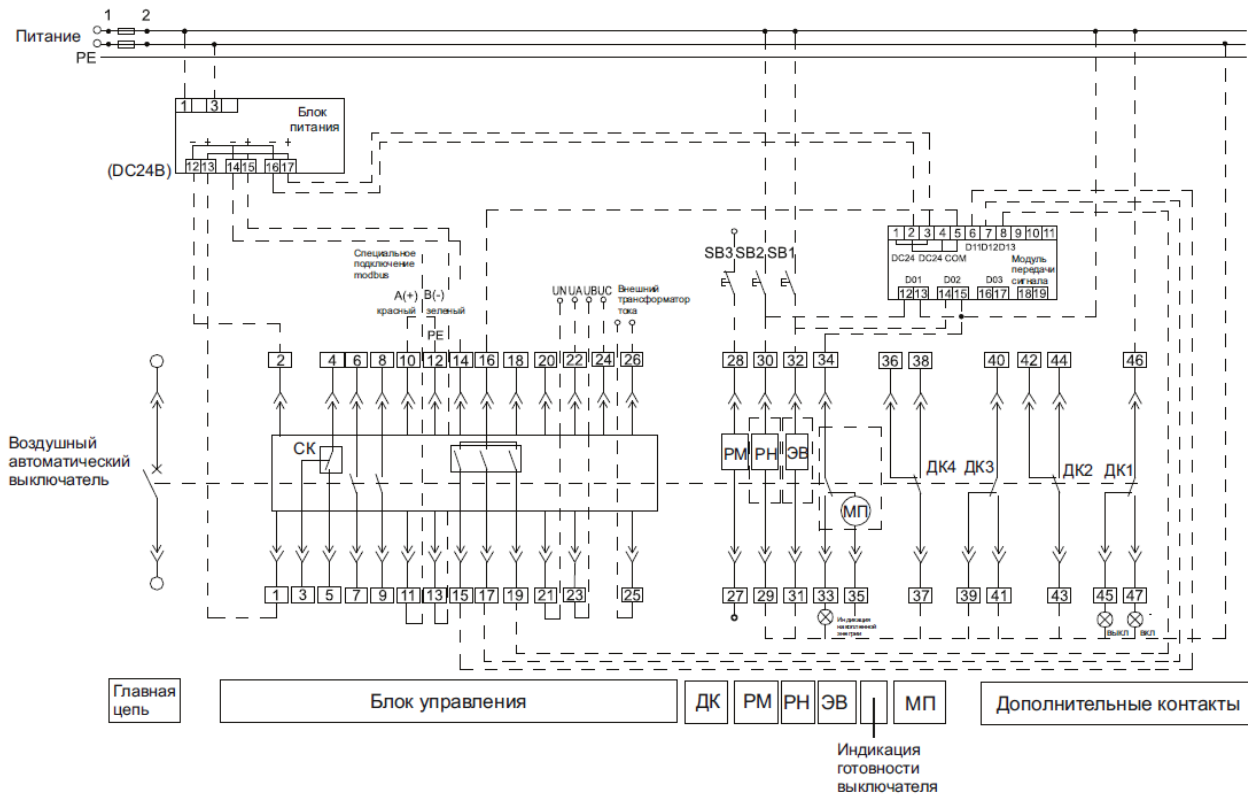 1 2
Питание
PE
1 3
Блок
питания
- + - + - +
12 13 14 15 16 17
(DC24В)
Специальное
подключение
modbus
A(+) B(-)
красный зеленый
PE
UN UA UB UC
Внешний
трансформатор
тока
SB3 SB2 SB1
1 2 3 4 5 6 7 8 9 10 11
D11 D12 D13
DC24 DC24 COM
Модуль
передачи
сигнала
D01 D02 D03
12 13 14 15 16 17 18 19
2 4 6 8 10 12 14 16 18 20 22 24 26 28 30 32 34 36 38 40 42 44 46
Воздушный
автоматический
выключатель
СК
РМ РН ЭВ
МП
ДК4 ДК3 ДК2 ДК1
1 3 5 7 9 11 13 15 17 19 21 23 25 27 29 31 33 35 37 39 41 43 45 47
Индикация
накопленной
энергии
ВЫКЛ ВКЛ
Главная
цепь
Блок управления
ДК РМ РН ЭВ МП
Дополнительные контакты
Индикация
готовности
выключателя